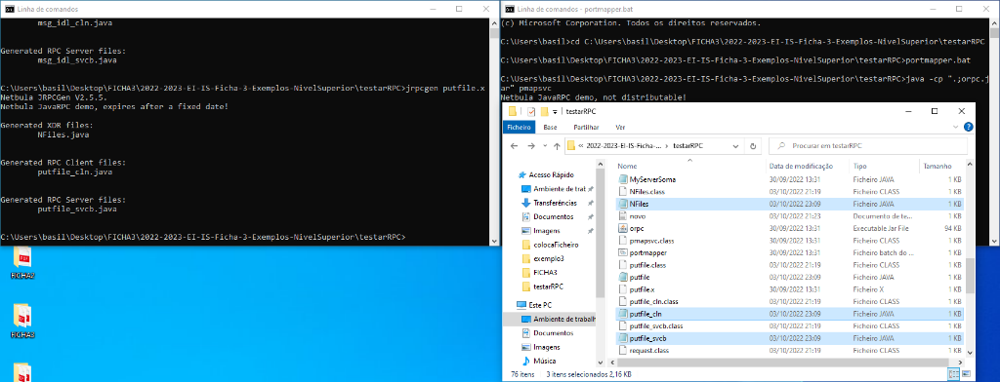 Linha de comandos
msg_idl_cln.java
Generated RPC Server files:
msg_idl_svcb.java
C:\Users\basil\Desktop\FICHA3\2022-2023-EI-IS-Ficha-3-Exemplos-NivelSuperior\testarRPC>jrpcgen putfile.x
Netbula JRPCGen V2.5.5.
Netbula JavaRPC demo, expires after a fixed date!
Generated XDR files:
NFiles.java
Generated RPC Client files:
putfile_cln.java
Generated RPC Server files:
putfile_svcb.java
C:\Users\basil\Desktop\FICHA3\2022-2023-EI-IS-Ficha-3-Exemplos-NivelSuperior\testarRPC>
FICHA2
FICHA3
Linha de comandos - portmapper.bat
(c) Microsoft Corporation. Todos os direitos reservados.
C:\Users\basil>cd C:\Users\basil\Desktop\FICHA3\2022-2023-EI-IS-Ficha-3-Exemplos-NivelSuperior\testarRPC
C:\Users\basil\Desktop\FICHA3\2022-2023-EI-IS-Ficha-3-Exemplos-NivelSuperior\testarRPC>portmapper.bat
C:\Users\basil\Desktop\FICHA3\2022-2023-EI-IS-Ficha-3-Exemplos-NivelSuperior\testarRPC>java -cp ".;orpc.j
ar" pmapsvc
Netbula JavaRPC demo, not distributable!
testarRPC
Ficheiro Base Partilhar Ver
« 2022-2023-EI-IS-Ficha-... > testarRPC
Procurar em testarRPC
Acesso Rápido
Ambiente de trat
Transferências
Documentos
Imagens
colocaFicheiro
exemplo3
FICHA3
testarRPC
Este PC
Ambiente de trabalh
Documentos
Imagens
Música
Nome Data de modificação Tipo Tamanho
MyServerSoma 30/09/2022 13:31 Ficheiro JAVA 1 KB
NFiles.class 03/10/2022 21:19 Ficheiro CLASS 1 KB
NFiles 03/10/2022 23:09 Ficheiro JAVA 1 KB
novo 03/10/2022 21:23 Documento de te... 1 KB
orpc 30/09/2022 13:31 Executable Jar File 94 KB
pmapsvc.class 30/09/2022 13:31 Ficheiro CLASS 1 KB
portmapper 30/09/2022 13:31 Ficheiro batch do ... 1 KB
putfile.class 03/10/2022 21:19 Ficheiro CLASS 1 KB
putfile 03/10/2022 23:09 Ficheiro JAVA 1 KB
putfile.x 30/09/2022 13:31 Ficheiro X 1 KB
putfile_cln.class 03/10/2022 21:19 Ficheiro CLASS 1 KB
putfile_cln 03/10/2022 23:09 Ficheiro JAVA 1 KB
putfile_svcb.class 03/10/2022 21:19 Ficheiro CLASS 1 KB
putfile_svcb 03/10/2022 23:09 Ficheiro JAVA 1 KB
request.class 03/10/2022 21:19 Ficheiro CLASS 1 KB
76 itens 3 itens selecionados 2,16 KB